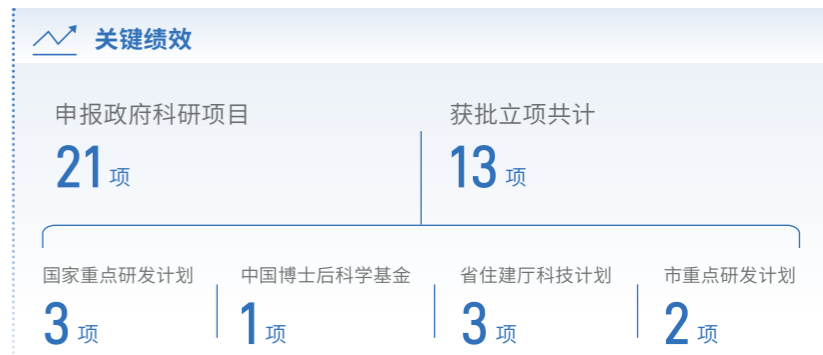 关键绩效
申报政府科研项目
21 项
获批立项共计
13 项
国家重点研发计划
3 项
中国博士后科学基金
1 项
省住建厅科技计划
3 项
市重点研发计划
2 项